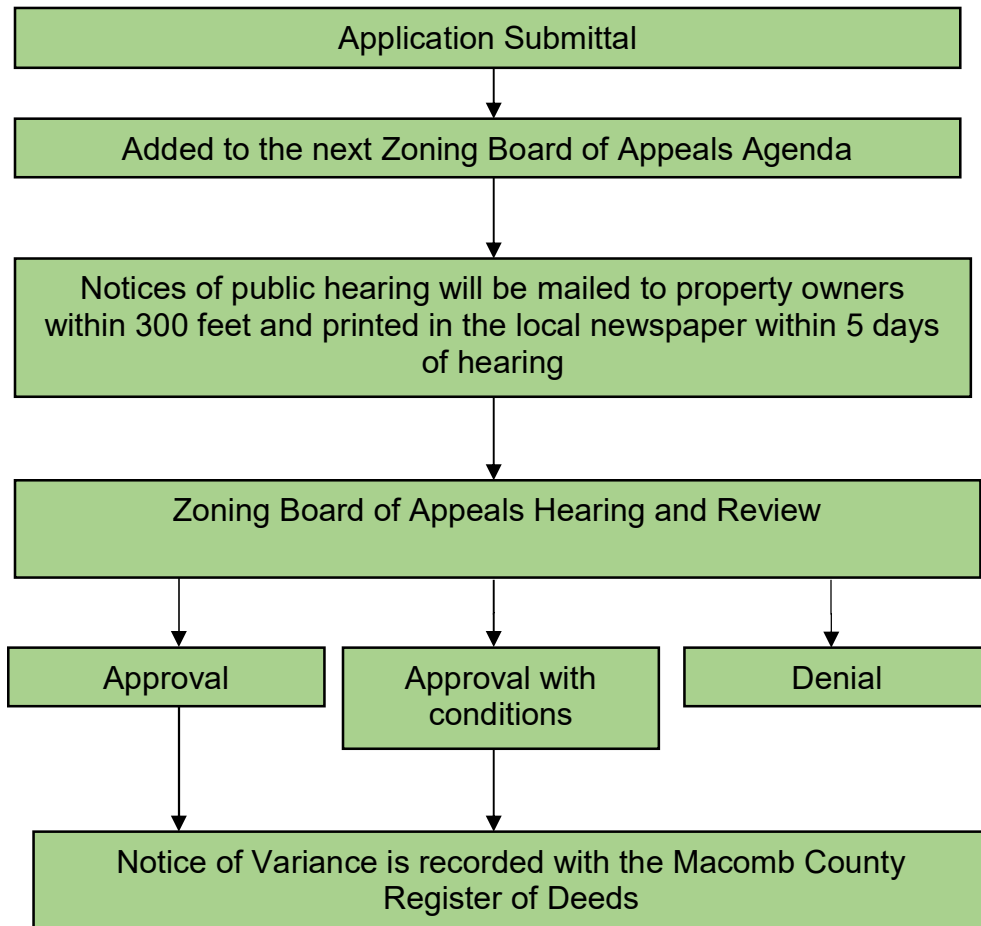 Application Submittal
Added to the next Zoning Board of Appeals Agenda
Notices of public hearing will be mailed to property owners
within 300 feet and printed in the local newspaper within 5 days
of hearing
Zoning Board of Appeals Hearing and Review
Approval
Approval with
conditions
Denial
Notice of Variance is recorded with the Macomb County
Register of Deeds